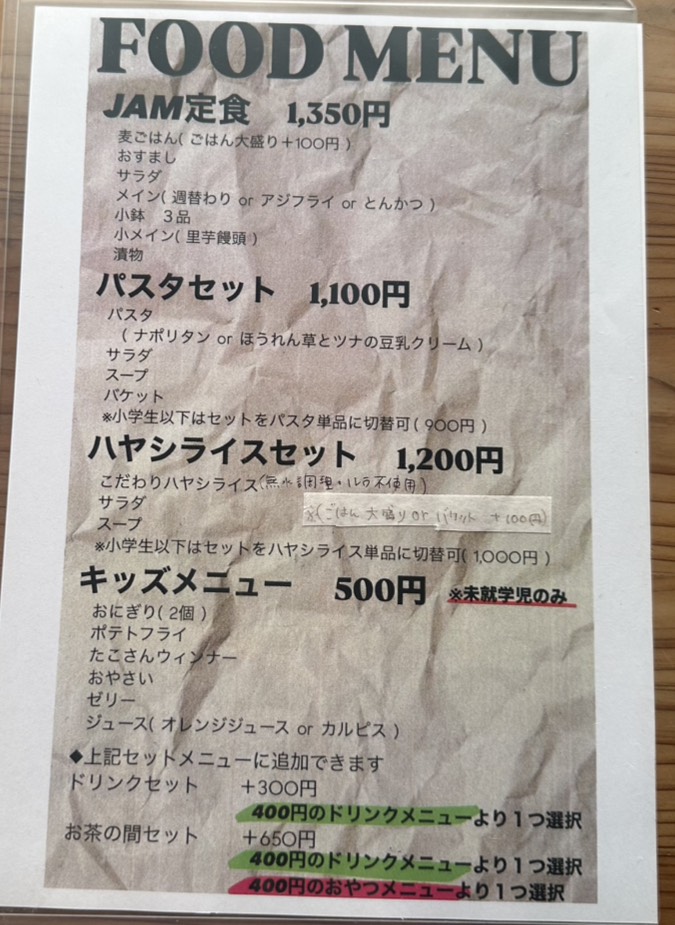 FOOD MENU
JAM定食 1,350円
麦ごはん( ごはん大盛り+100円 )
おすまし
サラダ
メイン( 週替わり or アジフライ or とんかつ )
小鉢 3品
小メイン( 里芋饅頭 )
漬物
パスタセット 1,100円
パスタ
( ナポリタン or ほうれん草とツナの豆乳クリーム )
サラダ
スープ
バケット
※小学生以下はセットをパスタ単品に切替可( 900円 )
ハヤシライスセット 1,200円
こだわりハヤシライス(無水調理・ルウ不使用)
サラダ
※(ごはん大盛り or バケット +100円)
スープ
※小学生以下はセットをハヤシライス単品に切替可( 1,000円 )
キッズメニュー 500円 ※未就学児のみ
おにぎり( 2個 )
ポテトフライ
たこさんウィンナー
おやさい
ゼリー
ジュース( オレンジジュース or カルピス )
◆上記セットメニューに追加できます
ドリンクセット +300円
400円のドリンクメニューより1つ選択
お茶の間セット +650円
400円のドリンクメニューより1つ選択
400円のおやつメニューより1つ選択